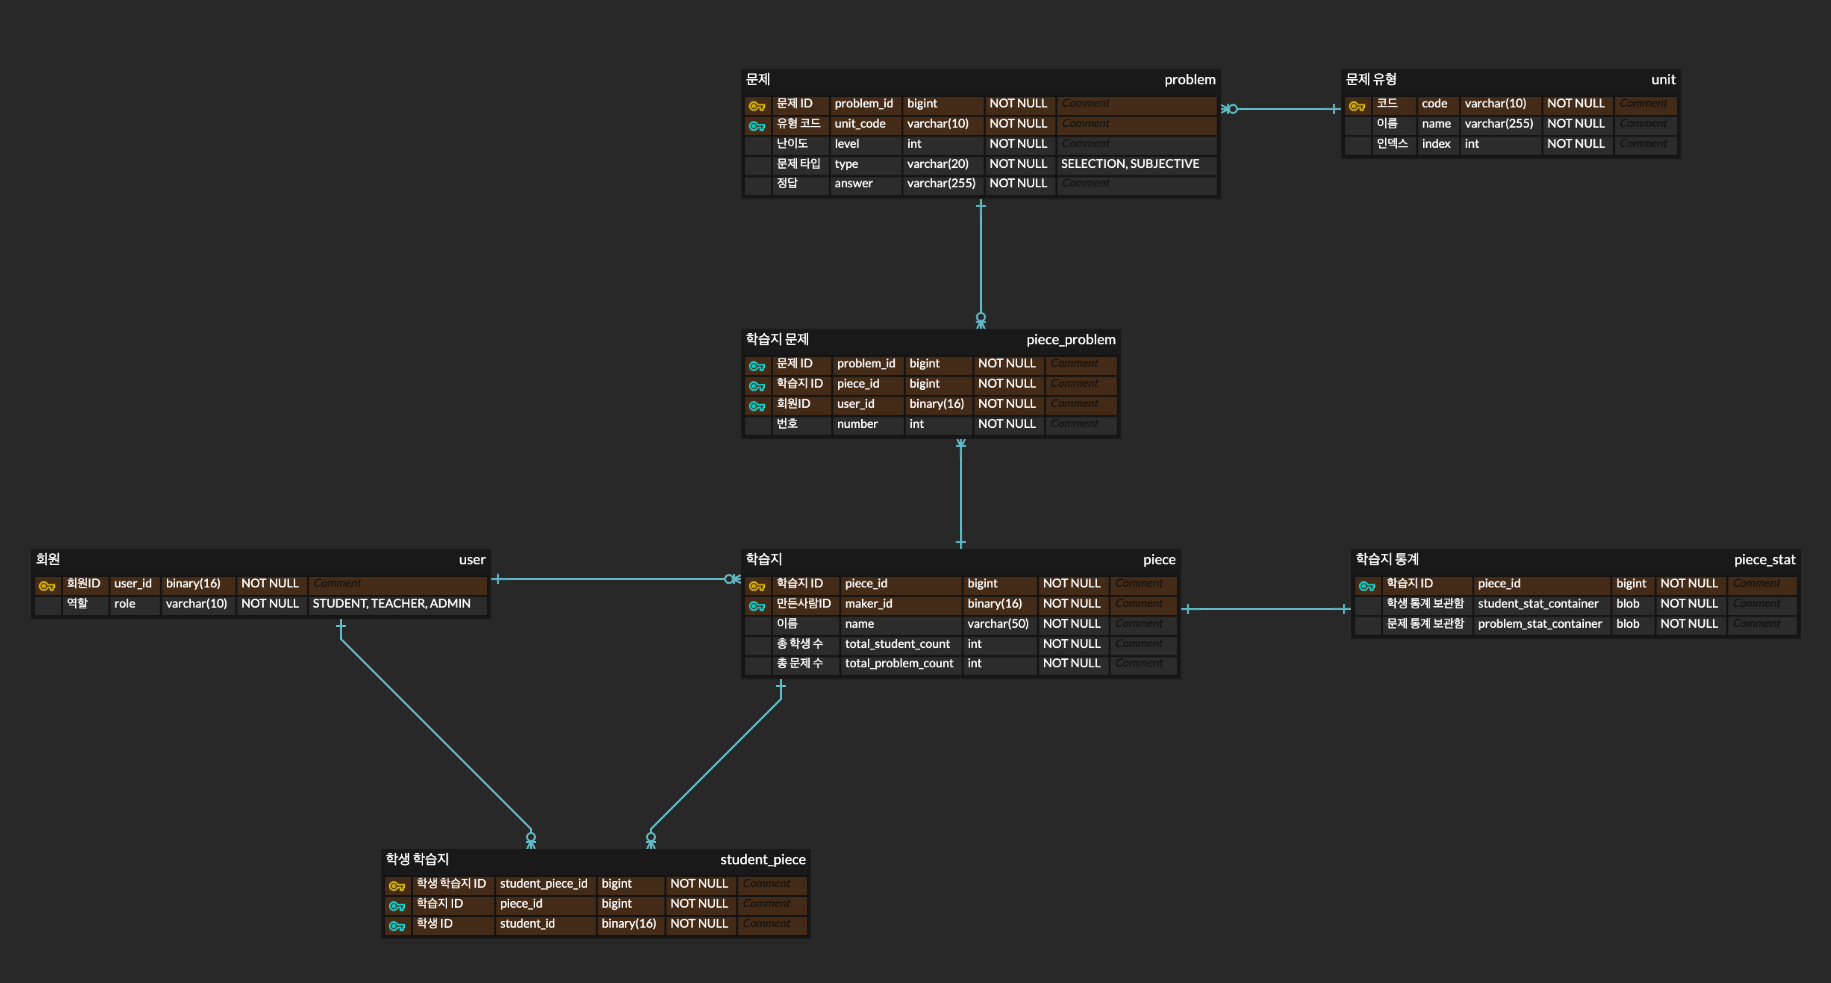 문제 problem
문제 ID problem_id bigint NOT NULL Comment
유형 코드 unit_code varchar(10) NOT NULL Comment
난이도 level int NOT NULL Comment
문제 타입 type varchar(20) NOT NULL SELECTION, SUBJECTIVE
정답 answer varchar(255) NOT NULL Comment
문제 유형 unit
코드 code varchar(10) NOT NULL Comment
이름 name varchar(255) NOT NULL Comment
인덱스 index int NOT NULL Comment
학습지 문제 piece_problem
문제 ID problem_id bigint NOT NULL Comment
학습지 ID piece_id bigint NOT NULL Comment
회원ID user_id binary(16) NOT NULL Comment
번호 number int NOT NULL Comment
회원 user
회원ID user_id binary(16) NOT NULL Comment
역할 role varchar(10) NOT NULL STUDENT, TEACHER, ADMIN
학습지 piece
학습지 ID piece_id bigint NOT NULL Comment
만든사람ID maker_id binary(16) NOT NULL Comment
이름 name varchar(50) NOT NULL Comment
총 학생 수 total_student_count int NOT NULL Comment
총 문제 수 total_problem_count int NOT NULL Comment
학습지 통계 piece_stat
학습지 ID piece_id bigint NOT NULL Comment
학생 통계 보관함 student_stat_container blob NOT NULL Comment
문제 통계 보관함 problem_stat_container blob NOT NULL Comment
학생 학습지 student_piece
학생 학습지 ID student_piece_id bigint NOT NULL Comment
학습지 ID piece_id bigint NOT NULL Comment
학생 ID student_id binary(16) NOT NULL Comment